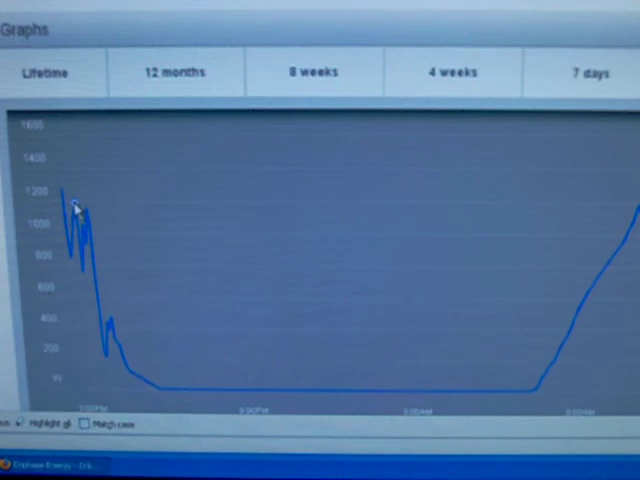 Graphs
Lifetime 12 months 8 weeks 4 weeks 7 days
1600
1400
1200
1000
800
600
400
200
W
3:00PM 9:00PM 3:00AM 9:00AM
Highlight all Match case
Enphase Energy - Enli...